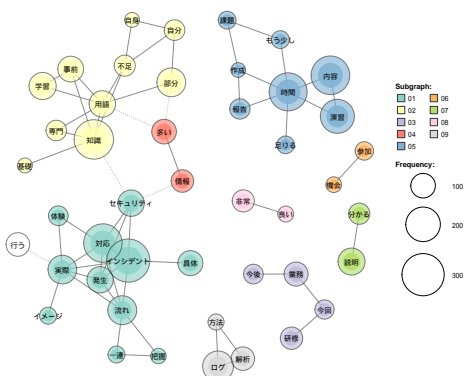 自身
自分
課題
もう少し
事前
不足
作成
内容
学習
部分
時間
用語
報告
演習
専門
多い
知識
足りる
参加
基礎
情報
機会
セキュリティ
非常
良い
分かる
体験
行う
対応
インシデント
具体
説明
実際
発生
今後
業務
イメージ
流れ
方法
今回
一連
把握
解析
研修
ログ
Subgraph:
01
02
03
04
05
06
07
08
09
Frequency:
100
200
300